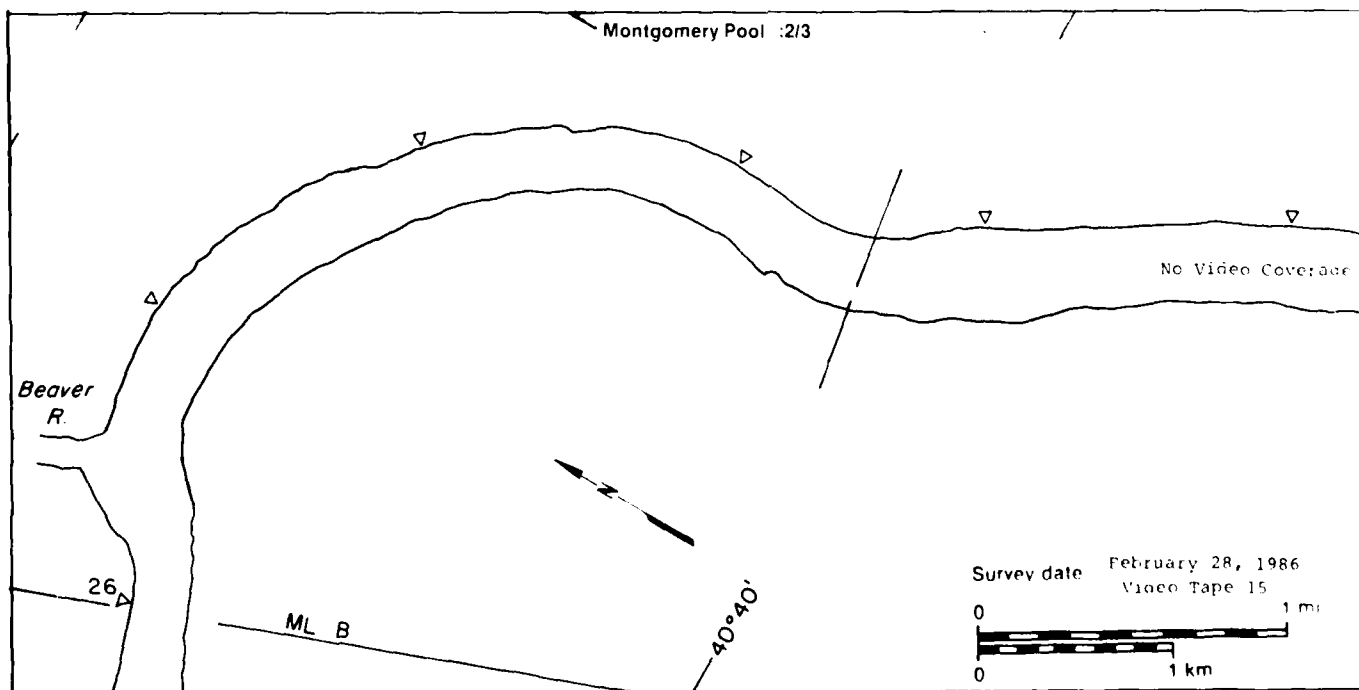 Montgomery Pool :2/3
No Video Coverage
Beaver
R.
N
26
ML B
40°40'
Survey date February 28, 1986
Video Tape 15
0 1 mi
0 1 km